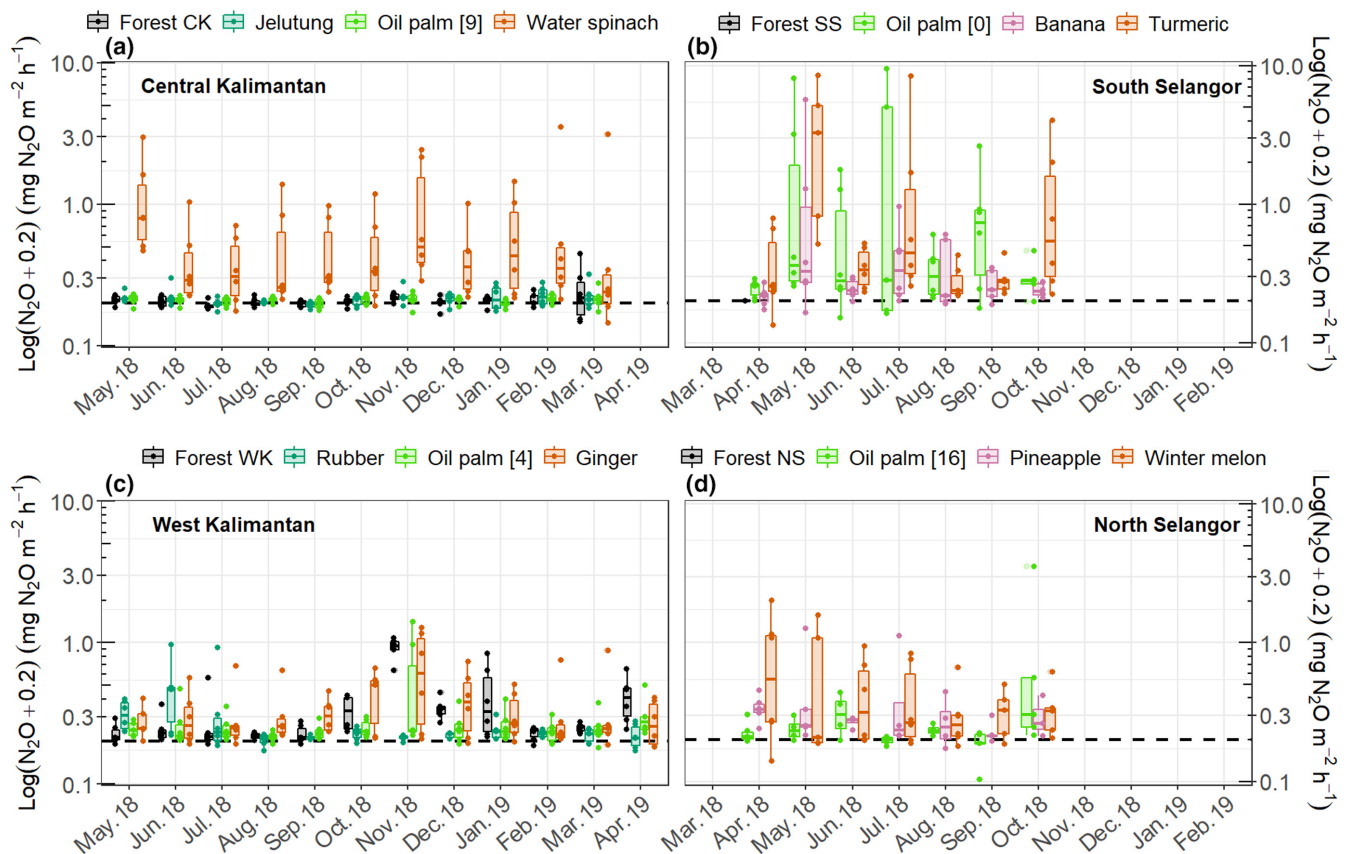 Forest CK Jelutung Oil palm [9] Water spinach
(a)
Central Kalimantan
Log(N₂O + 0.2) (mg N₂O m⁻² h⁻¹)
10.0
3.0
1.0
0.3
0.1
May. 18 Jun. 18 Jul. 18 Aug. 18 Sep. 18 Oct. 18 Nov. 18 Dec. 18 Jan. 19 Feb. 19 Mar. 19 Apr. 19
Forest SS Oil palm [0] Banana Turmeric
(b)
South Selangor
10.0
3.0
1.0
0.3
0.1
Log(N₂O + 0.2) (mg N₂O m⁻² h⁻¹)
Mar. 18 Apr. 18 May. 18 Jun. 18 Jul. 18 Aug. 18 Sep. 18 Oct. 18 Nov. 18 Dec. 18 Jan. 19 Feb. 19
Forest WK Rubber Oil palm [4] Ginger
(c)
West Kalimantan
Log(N₂O + 0.2) (mg N₂O m⁻² h⁻¹)
10.0
3.0
1.0
0.3
0.1
May. 18 Jun. 18 Jul. 18 Aug. 18 Sep. 18 Oct. 18 Nov. 18 Dec. 18 Jan. 19 Feb. 19 Mar. 19 Apr. 19
Forest NS Oil palm [16] Pineapple Winter melon
(d)
North Selangor
10.0
3.0
1.0
0.3
0.1
Log(N₂O + 0.2) (mg N₂O m⁻² h⁻¹)
Mar. 18 Apr. 18 May. 18 Jun. 18 Jul. 18 Aug. 18 Sep. 18 Oct. 18 Nov. 18 Dec. 18 Jan. 19 Feb. 19